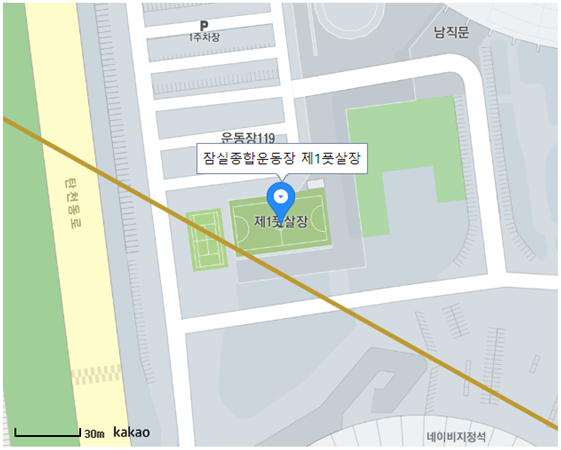 P
1주차장
남직문
운동장119
잠실종합운동장 제1풋살장
탄천동로
제1풋살장
네이비지정석
30m kakao